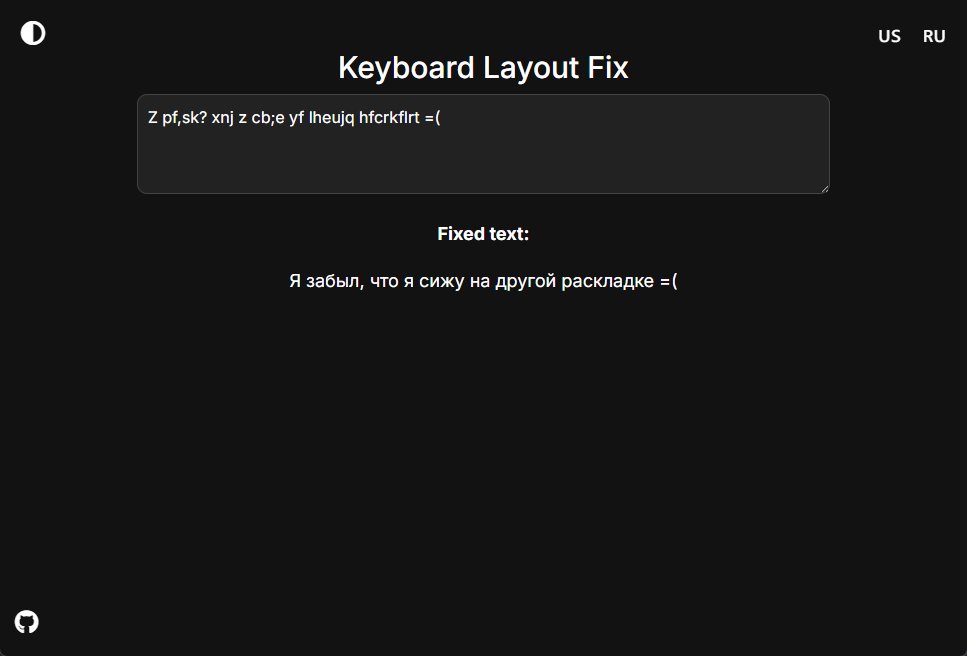 US RU
Keyboard Layout Fix
Z pf,sk? xnj z cb;e yf lheujq hfcrkflrt =(
Fixed text:
Я забыл, что я сижу на другой раскладке =(